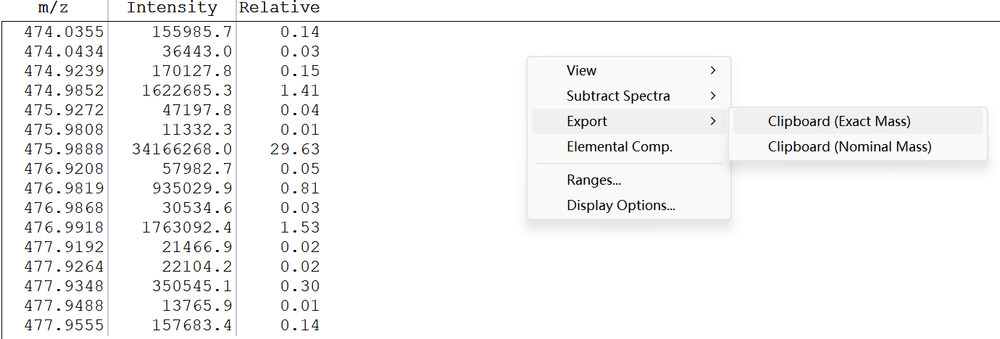 m/z Intensity Relative
474.0355 155985.7 0.14
474.0434 36443.0 0.03
474.9239 170127.8 0.15
474.9852 1622685.3 1.41
475.9272 47197.8 0.04
475.9808 11332.3 0.01
475.9888 34166268.0 29.63
476.9208 57982.7 0.05
476.9819 935029.9 0.81
476.9868 30534.6 0.03
476.9918 1763092.4 1.53
477.9192 21466.9 0.02
477.9264 22104.2 0.02
477.9348 350545.1 0.30
477.9488 13765.9 0.01
477.9555 157683.4 0.14
View
Subtract Spectra
Export
Elemental Comp.
Ranges...
Display Options...
Clipboard (Exact Mass)
Clipboard (Nominal Mass)